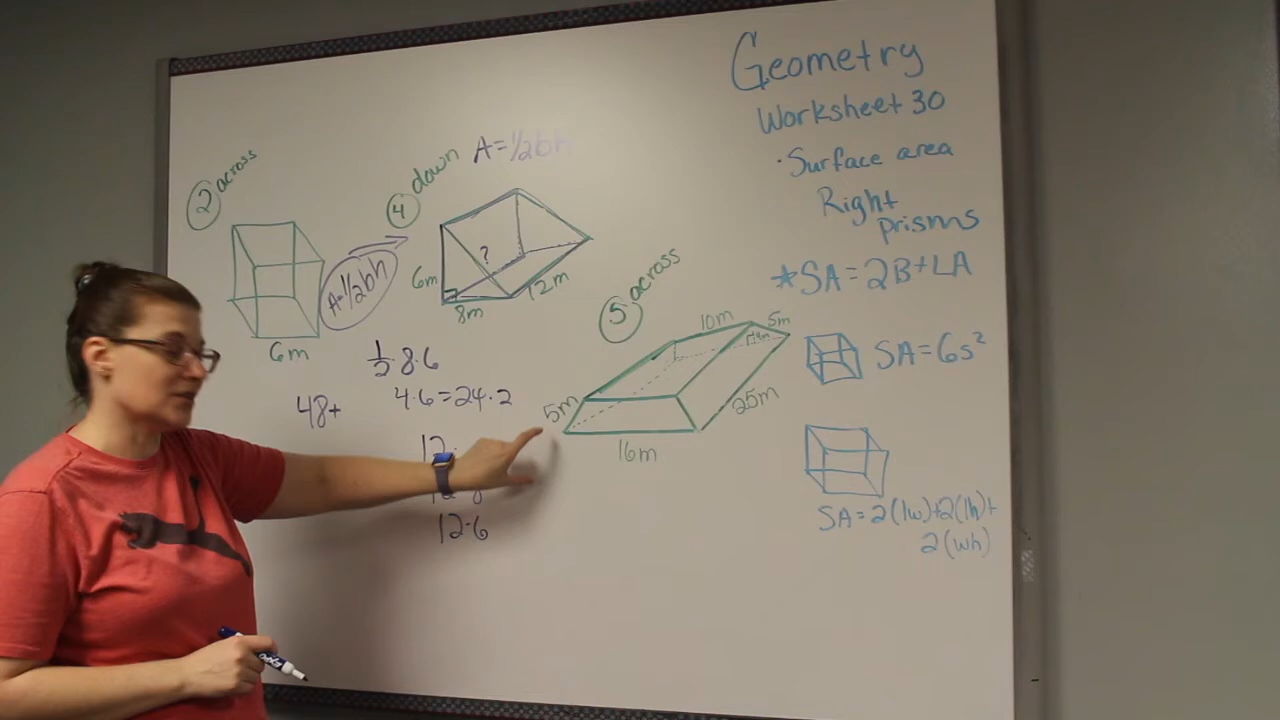 Geometry
Worksheet 30
· Surface area
Right
prisms
*SA=2B+LA
SA=6s²
SA=2(lw)+2(lh)+
2(wh)
2 across
6m
A=½bh
4 down
A=½bh
6m
?
8m
12m
½·8·6
4·6=24·2
48+
12·
12·6
5 across
10m
5m
4m
5m
25m
16m